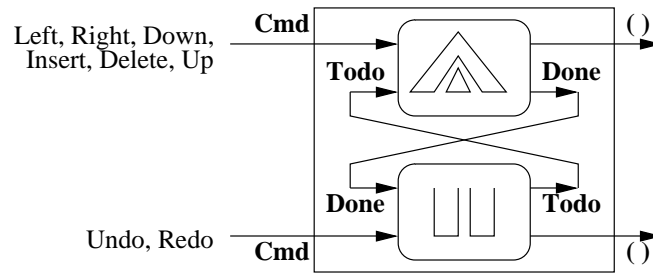 Cmd ( )
Left, Right, Down,
Insert, Delete, Up
Todo Done
Done Todo
Undo, Redo
Cmd ( )